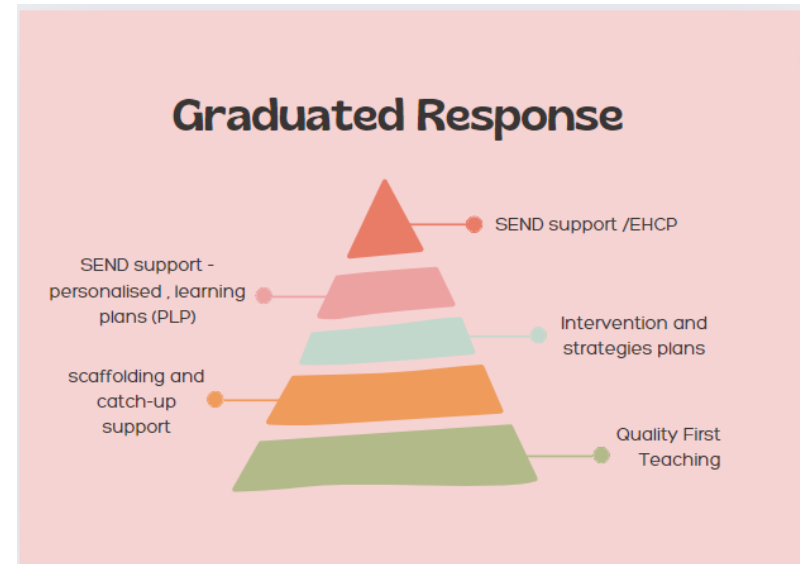 Graduated Response
SEND support /EHCP
SEND support -
personalised , learning
plans (PLP)
Intervention and
strategies plans
scaffolding and
catch-up
support
Quality First
Teaching